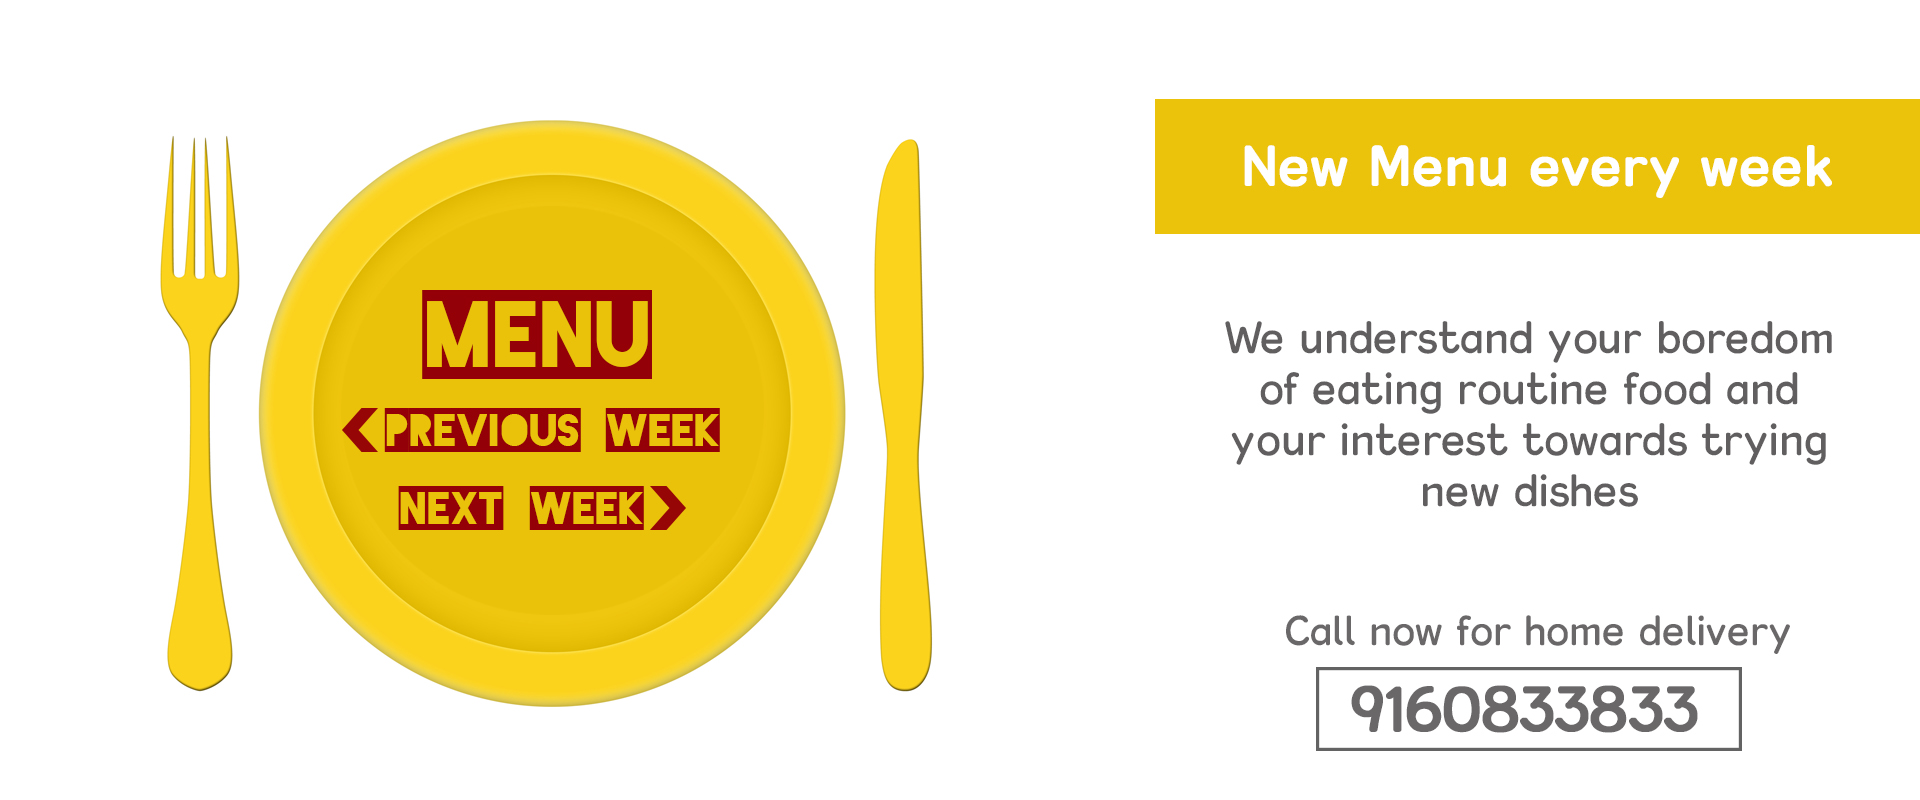 MENU
PREVIOUS WEEK
NEXT WEEK
New Menu every week
We understand your boredom
of eating routine food and
your interest towards trying
new dishes
Call now for home delivery
9160833833